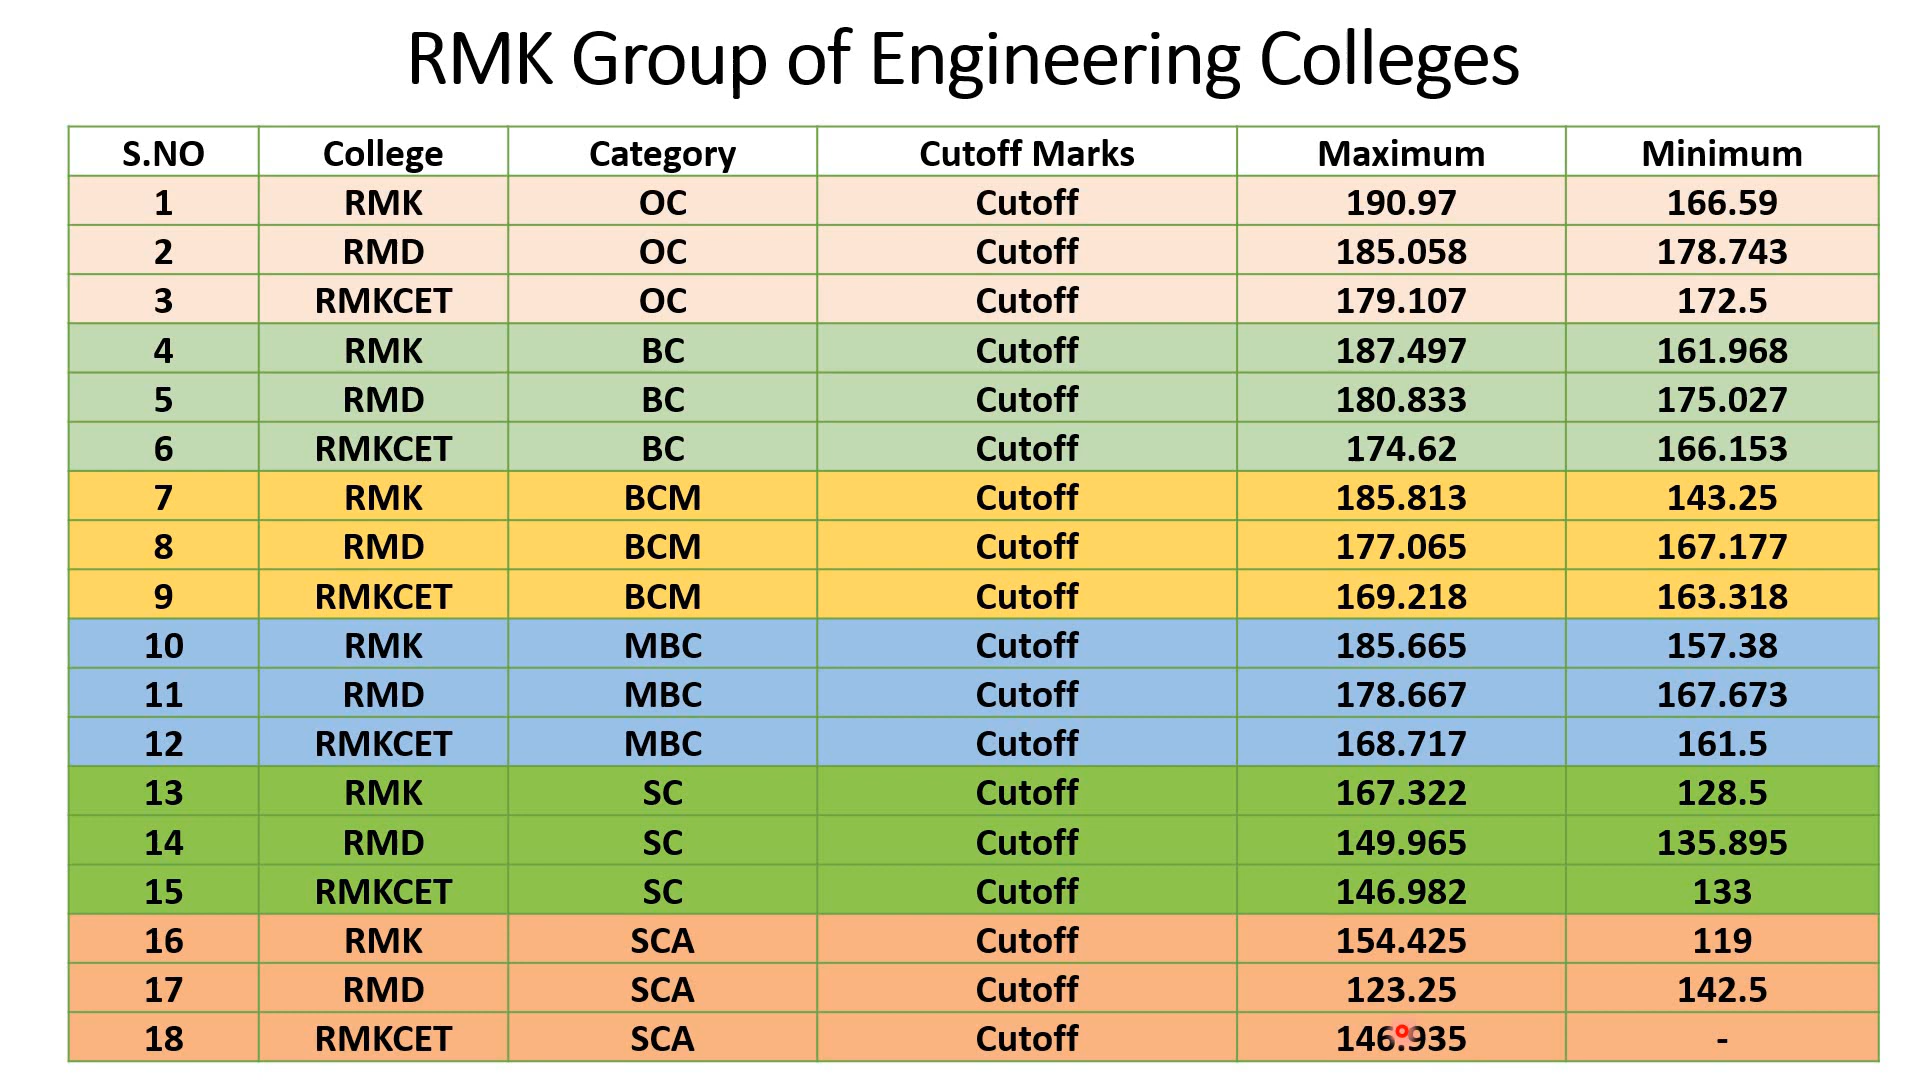 RMK Group of Engineering Colleges
S.NO College Category Cutoff Marks Maximum Minimum
1 RMK OC Cutoff 190.97 166.59
2 RMD OC Cutoff 185.058 178.743
3 RMKCET OC Cutoff 179.107 172.5
4 RMK BC Cutoff 187.497 161.968
5 RMD BC Cutoff 180.833 175.027
6 RMKCET BC Cutoff 174.62 166.153
7 RMK BCM Cutoff 185.813 143.25
8 RMD BCM Cutoff 177.065 167.177
9 RMKCET BCM Cutoff 169.218 163.318
10 RMK MBC Cutoff 185.665 157.38
11 RMD MBC Cutoff 178.667 167.673
12 RMKCET MBC Cutoff 168.717 161.5
13 RMK SC Cutoff 167.322 128.5
14 RMD SC Cutoff 149.965 135.895
15 RMKCET SC Cutoff 146.982 133
16 RMK SCA Cutoff 154.425 119
17 RMD SCA Cutoff 123.25 142.5
18 RMKCET SCA Cutoff 146.935 -